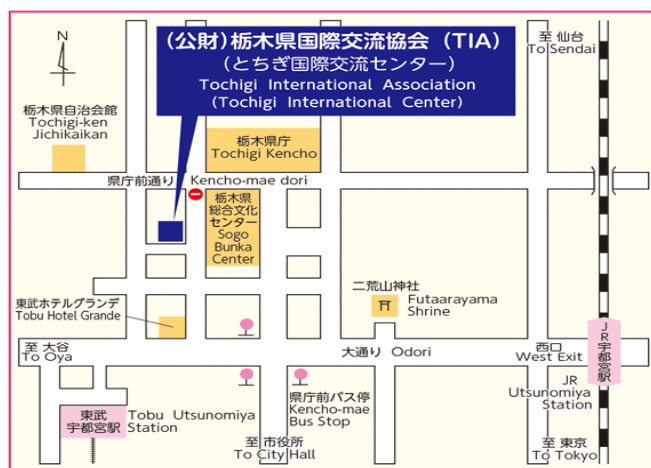 (公財)栃木県国際交流協会 (TIA)
(とちぎ国際交流センター)
Tochigi International Association
(Tochigi International Center)
至 仙台
To Sendai
N
栃木県自治会館
Tochigi-ken
Jichikaikan
栃木県庁
Tochigi Kencho
県庁前通り Kencho-mae dori
栃木県
総合文化
センター
Sogo
Bunka
Center
東武ホテルグランデ
Tobu Hotel Grande
二荒山神社
Futaarayama
Shrine
至 大谷
To Oya
大通り Odori
西口
West Exit
JR宇都宮駅
JR
Utsunomiya
Station
県庁前バス停
Kencho-mae
Bus Stop
東武
宇都宮駅
Tobu Utsunomiya
Station
至 市役所
To City Hall
至 東京
To Tokyo